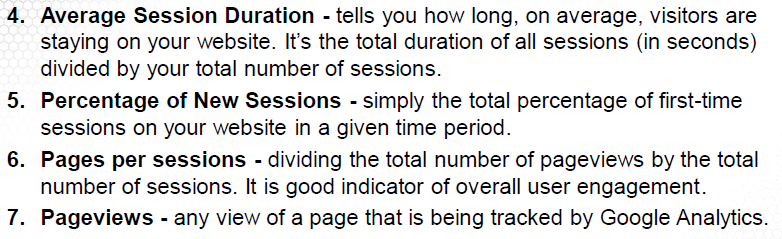 4. Average Session Duration - tells you how long, on average, visitors are
staying on your website. It's the total duration of all sessions (in seconds)
divided by your total number of sessions.
5. Percentage of New Sessions - simply the total percentage of first-time
sessions on your website in a given time period.
6. Pages per sessions - dividing the total number of pageviews by the total
number of sessions. It is good indicator of overall user engagement.
7. Pageviews - any view of a page that is being tracked by Google Analytics.